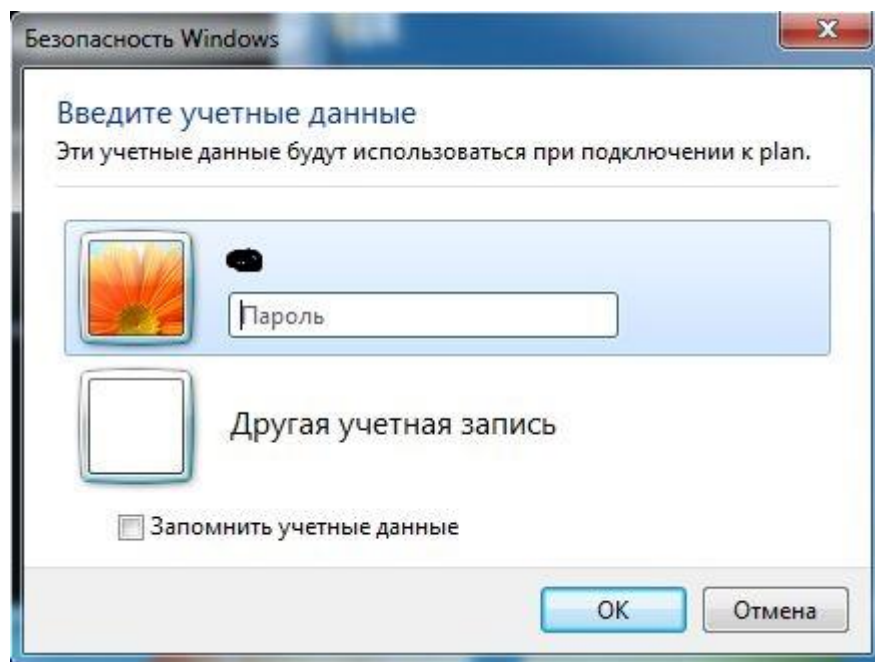 Безопасность Windows
Введите учетные данные
Эти учетные данные будут использоваться при подключении к plan.
Пароль
Другая учетная запись
Запомнить учетные данные
OK
Отмена